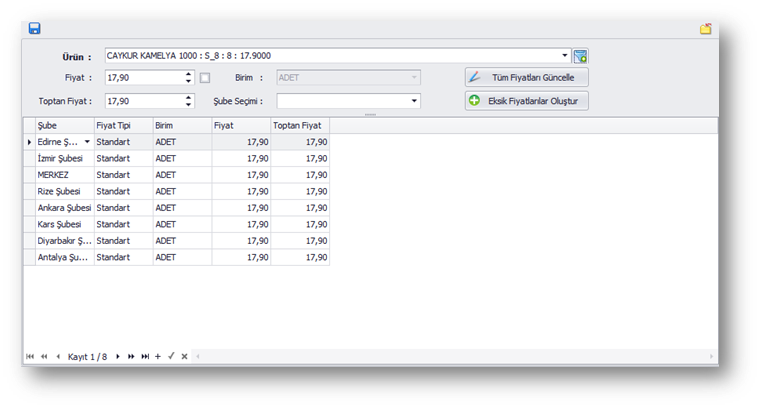 Ürün :
CAYKUR KAMELYA 1000 : S_8 : 8 : 17.9000
Fiyat :
17,90
Birim :
ADET
Tüm Fiyatları Güncelle
Toptan Fiyat :
17,90
Şube Seçimi :
Eksik Fiyatlanlar Oluştur
Şube Fiyat Tipi Birim Fiyat Toptan Fiyat
Edirne Ş... Standart ADET 17,90 17,90
İzmir Şubesi Standart ADET 17,90 17,90
MERKEZ Standart ADET 17,90 17,90
Rize Şubesi Standart ADET 17,90 17,90
Ankara Şubesi Standart ADET 17,90 17,90
Kars Şubesi Standart ADET 17,90 17,90
Diyarbakır Ş... Standart ADET 17,90 17,90
Antalya Şu... Standart ADET 17,90 17,90
Kayıt 1 / 8